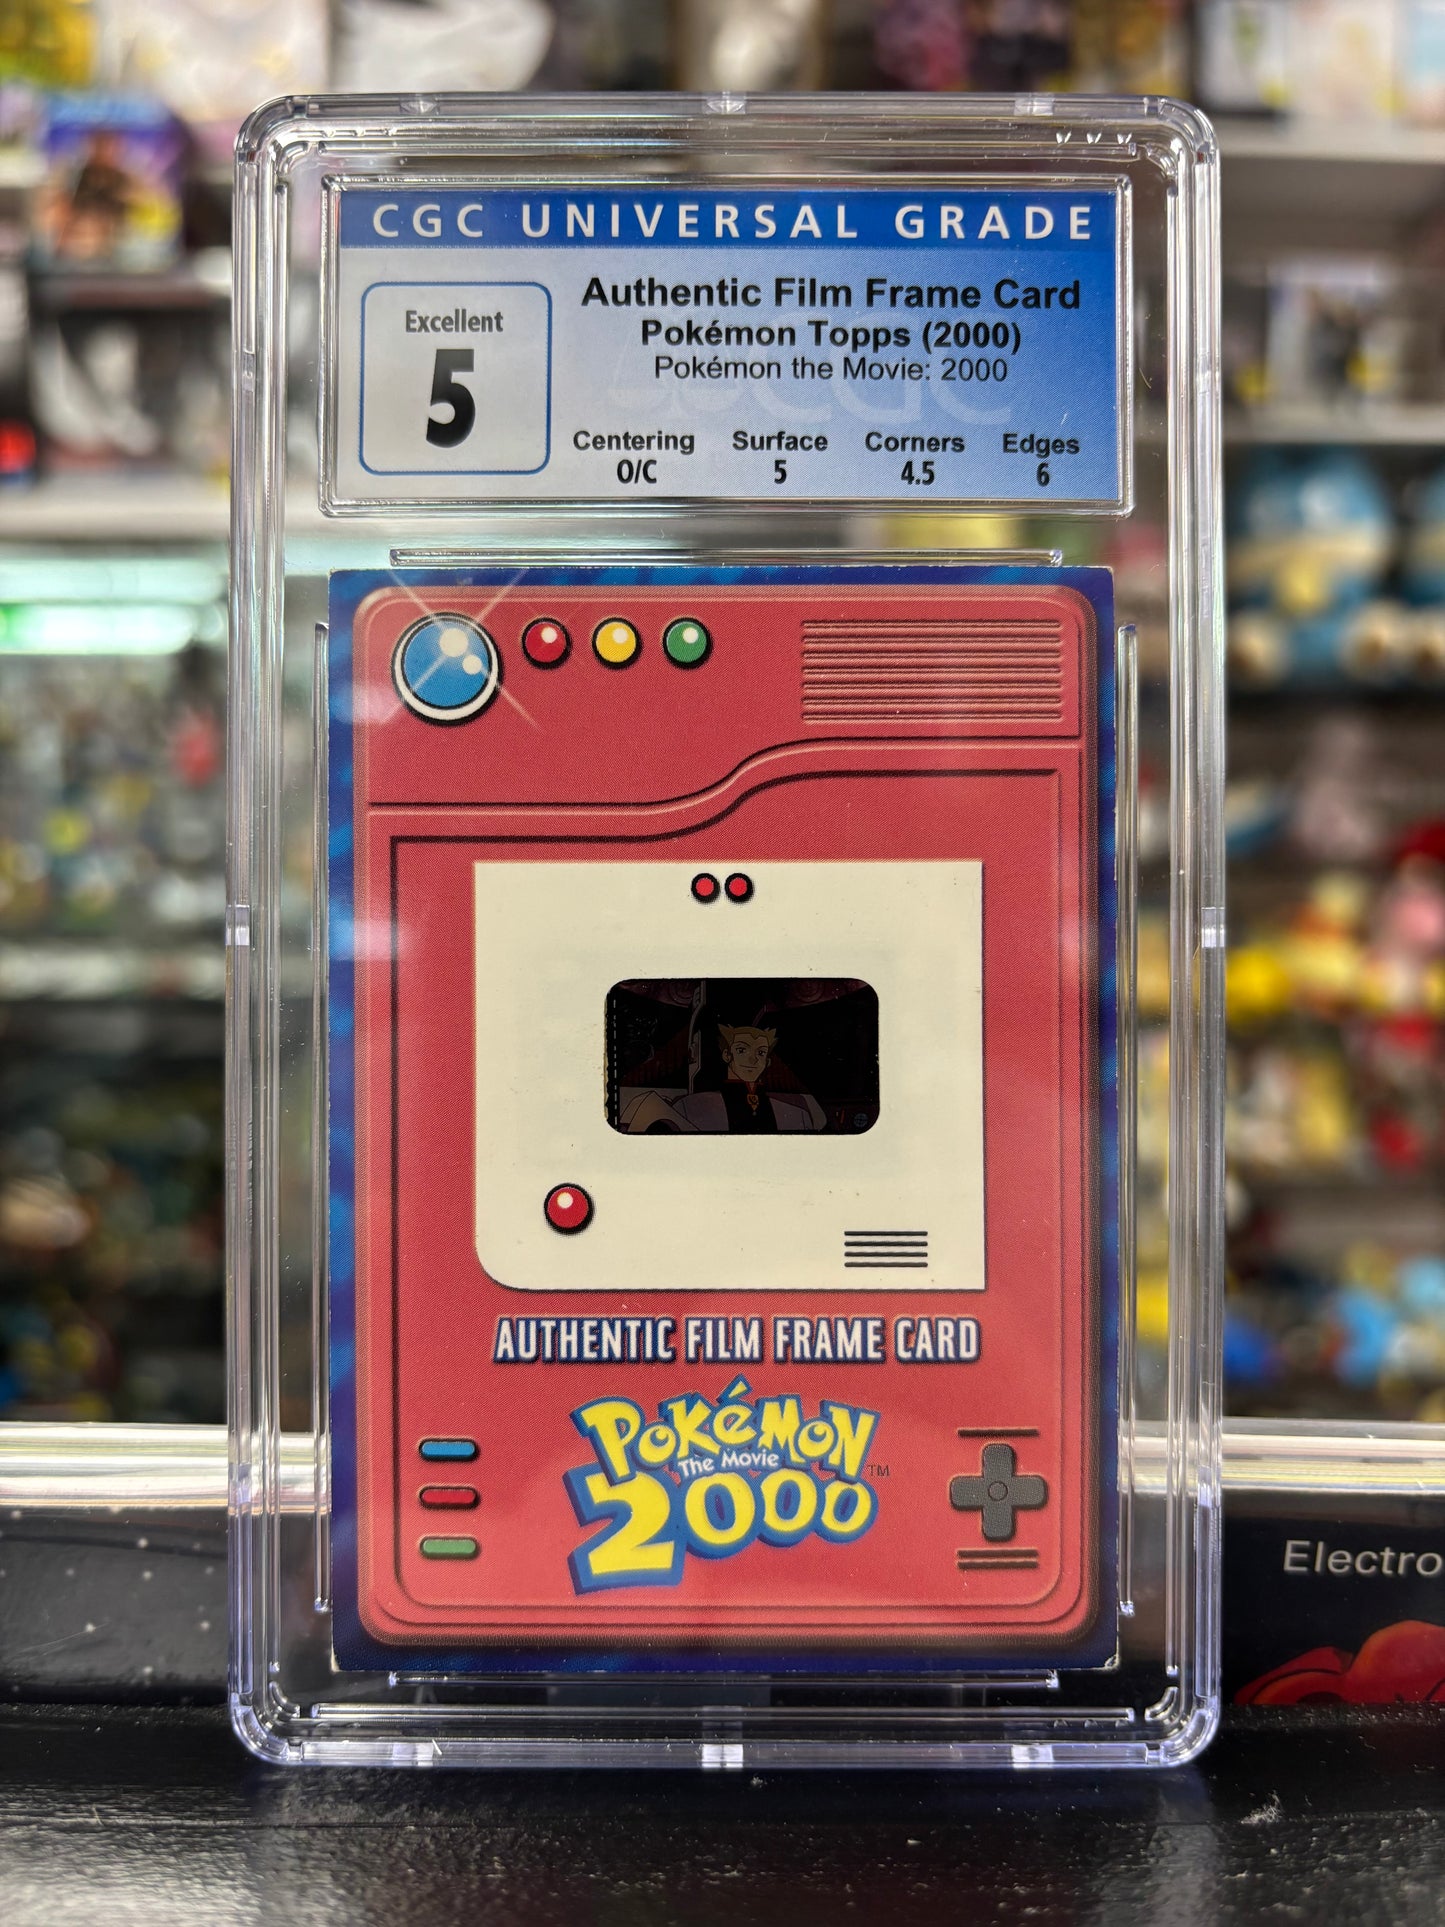 CGC UNIVERSAL GRADE
Excellent
5
Authentic Film Frame Card
Pokémon Topps (2000)
Pokémon the Movie: 2000
Centering Surface Corners Edges
O/C 5 4.5 6
AUTHENTIC FILM FRAME CARD
POKéMON
The Movie
2000 ™
Electro